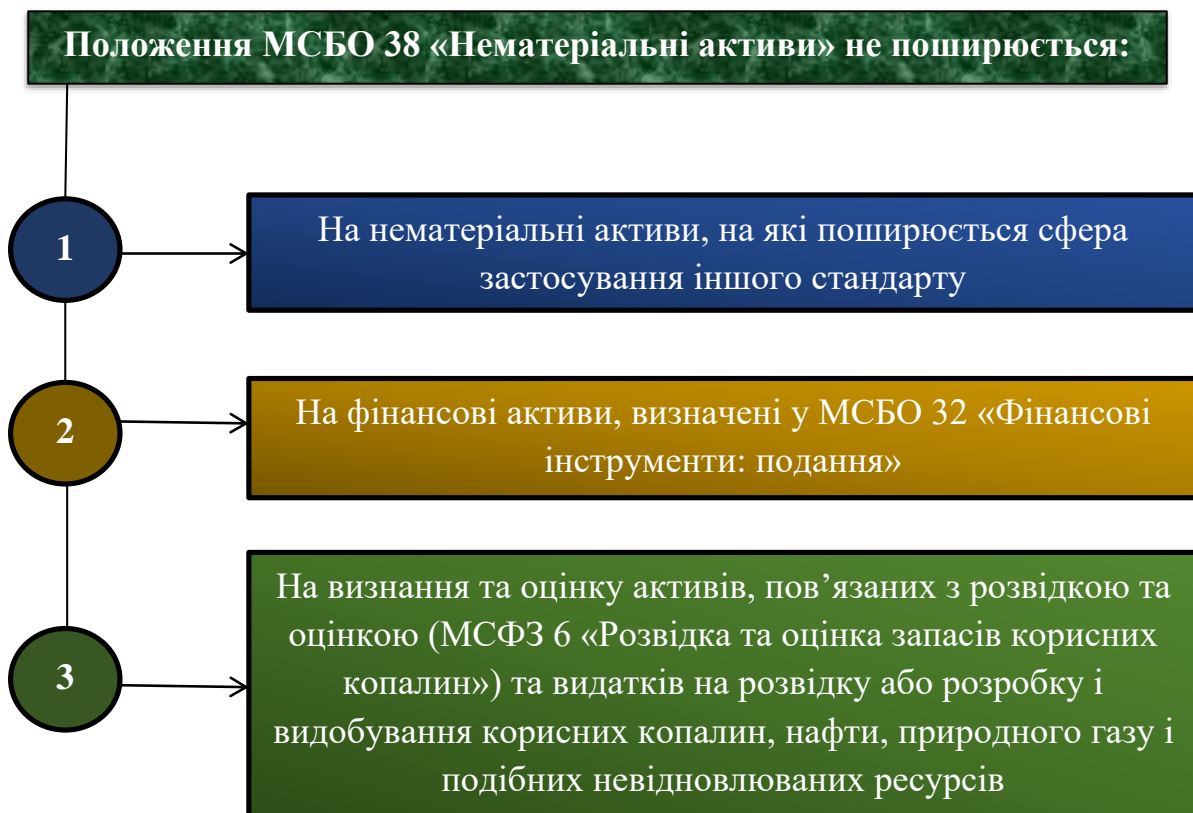 Положення МСБО 38 «Нематеріальні активи» не поширюється:
1
На нематеріальні активи, на які поширюється сфера
застосування іншого стандарту
2
На фінансові активи, визначені у МСБО 32 «Фінансові
інструменти: подання»
3
На визнання та оцінку активів, пов’язаних з розвідкою та
оцінкою (МСФЗ 6 «Розвідка та оцінка запасів корисних
копалин») та видатків на розвідку або розробку і
видобування корисних копалин, нафти, природного газу і
подібних невідновлюваних ресурсів